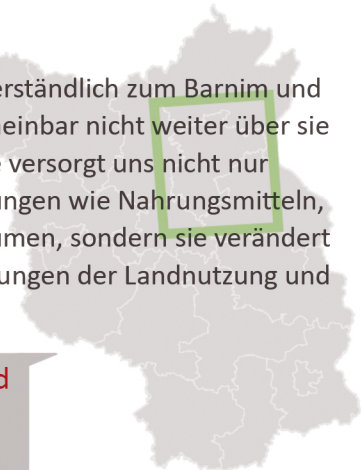 erständlich zum Barnim und
einbar nicht weiter über sie
versorgt uns nicht nur
ungen wie Nahrungsmitteln,
umen, sondern sie verändert
ungen der Landnutzung und
d